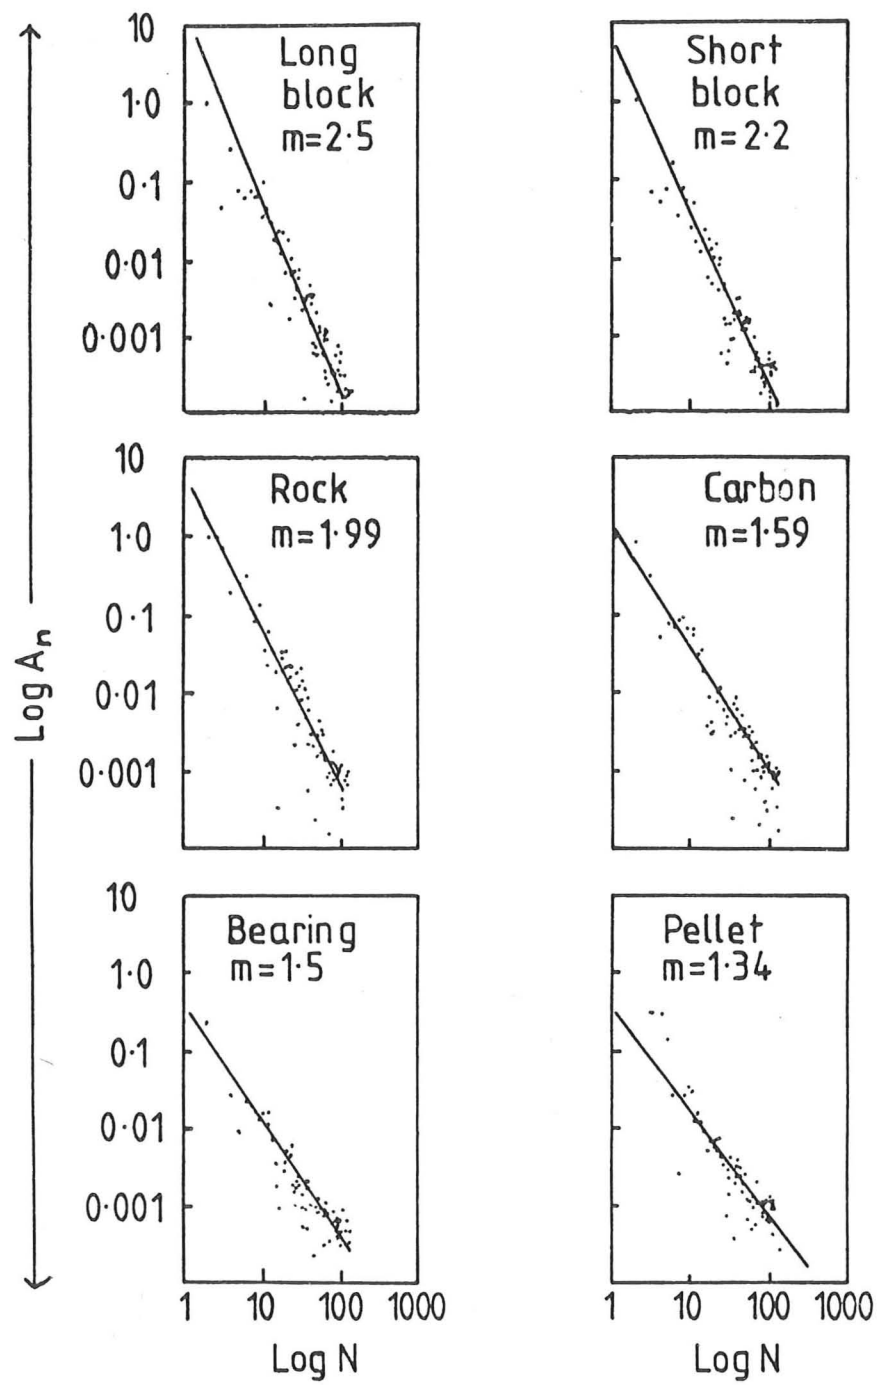 10
1·0
0·1
0·01
0·001
Long
block
m=2·5
Short
block
m=2·2
10
1·0
0·1
0·01
0·001
Rock
m=1·99
Carbon
m=1·59
Log An
10
1·0
0·1
0·01
0·001
Bearing
m=1·5
Pellet
m=1·34
1 10 100 1000
1 10 100 1000
Log N
Log N